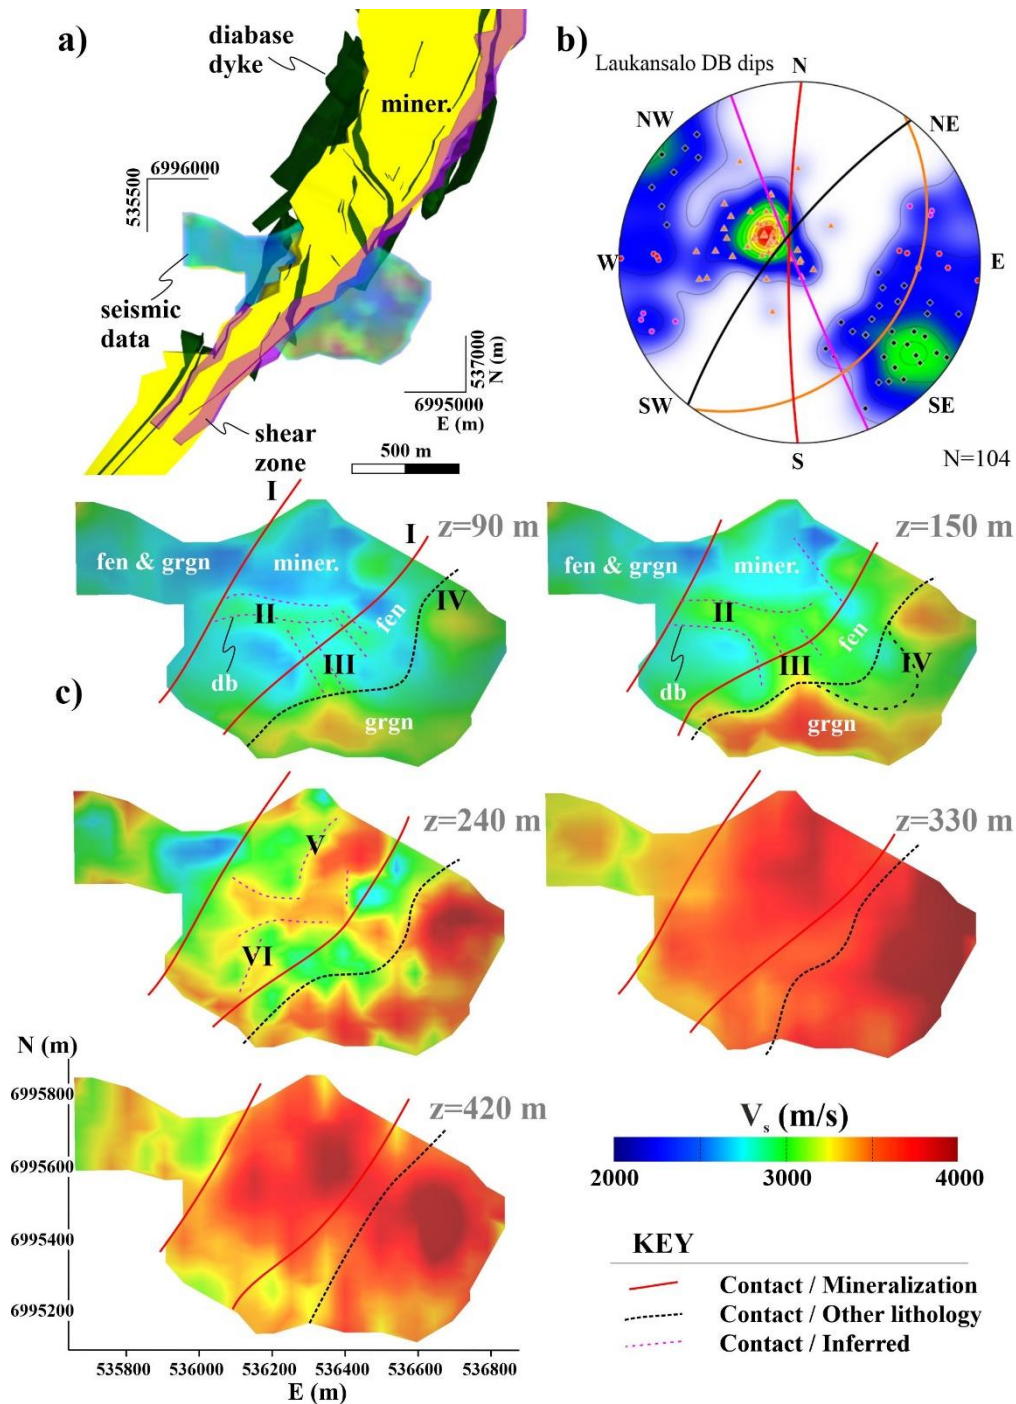 a)
diabase
dyke
miner.
6996000
535500
seismic
data
537000
N (m)
6995000
E (m)
shear
zone
500 m
b)
Laukansalo DB dips
N
NW
NE
W
E
SW
SE
S
N=104
c)
I
I
z=90 m
fen & grgn
miner.
II
fen
IV
III
db
grgn
z=150 m
fen & grgn
miner.
II
fen
IV
III
db
grgn
z=240 m
V
VI
z=330 m
N (m)
6995800
6995600
6995400
6995200
z=420 m
535800
536000
536200
536400
536600
536800
E (m)
Vs (m/s)
2000
3000
4000
KEY
Contact / Mineralization
Contact / Other lithology
Contact / Inferred